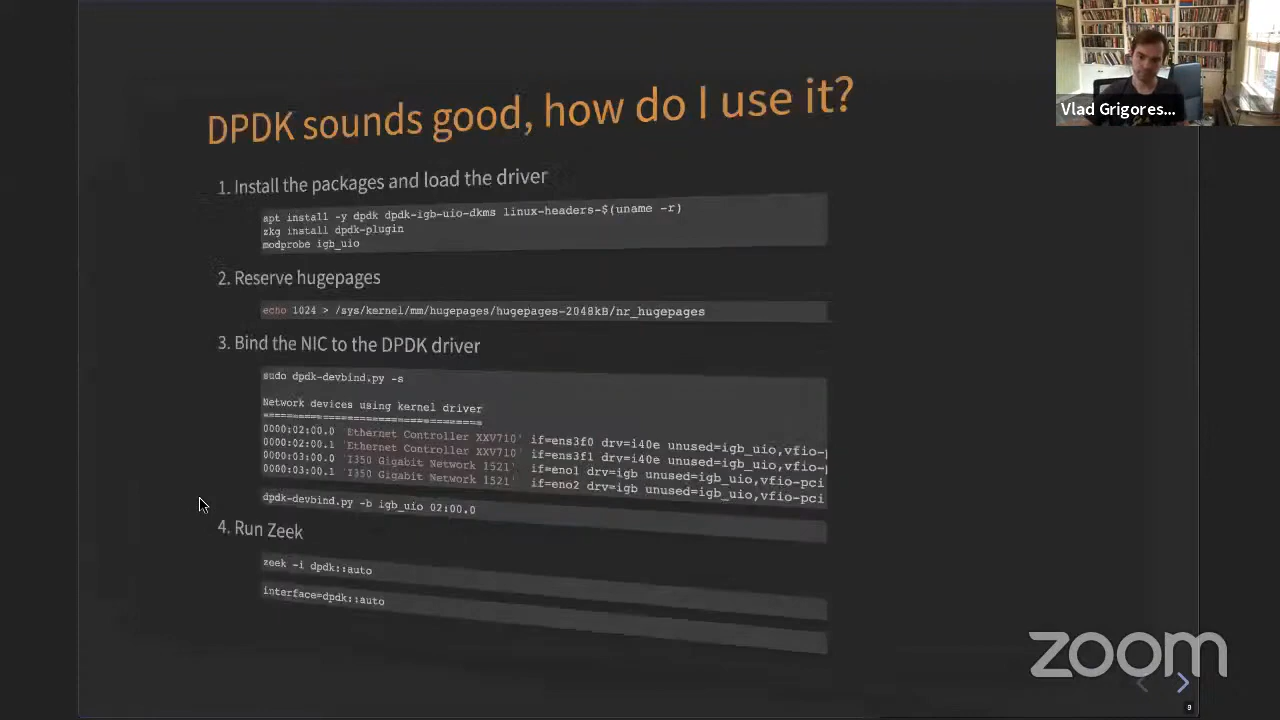 DPDK sounds good, how do I use it?
1. Install the packages and load the driver
apt install -y dpdk dpdk-igb-uio-dkms linux-headers-$(uname -r)
zkg install dpdk-plugin
modprobe igb_uio
2. Reserve hugepages
echo 1024 > /sys/kernel/mm/hugepages/hugepages-2048kB/nr_hugepages
3. Bind the NIC to the DPDK driver
sudo dpdk-devbind.py -s
Network devices using kernel driver
===================================
0000:02:00.0 'Ethernet Controller XXV710' if=ens3f0 drv=i40e unused=igb_uio,vfio-
0000:02:00.1 'Ethernet Controller XXV710' if=ens3f1 drv=i40e unused=igb_uio,vfio-
0000:03:00.0 'I350 Gigabit Network 1521' if=eno1 drv=igb unused=igb_uio,vfio-pci
0000:03:00.1 'I350 Gigabit Network 1521' if=eno2 drv=igb unused=igb_uio,vfio-pci
dpdk-devbind.py -b igb_uio 02:00.0
4. Run Zeek
zeek -i dpdk::auto
interface=dpdk::auto
Vlad Grigores...
zoom
9